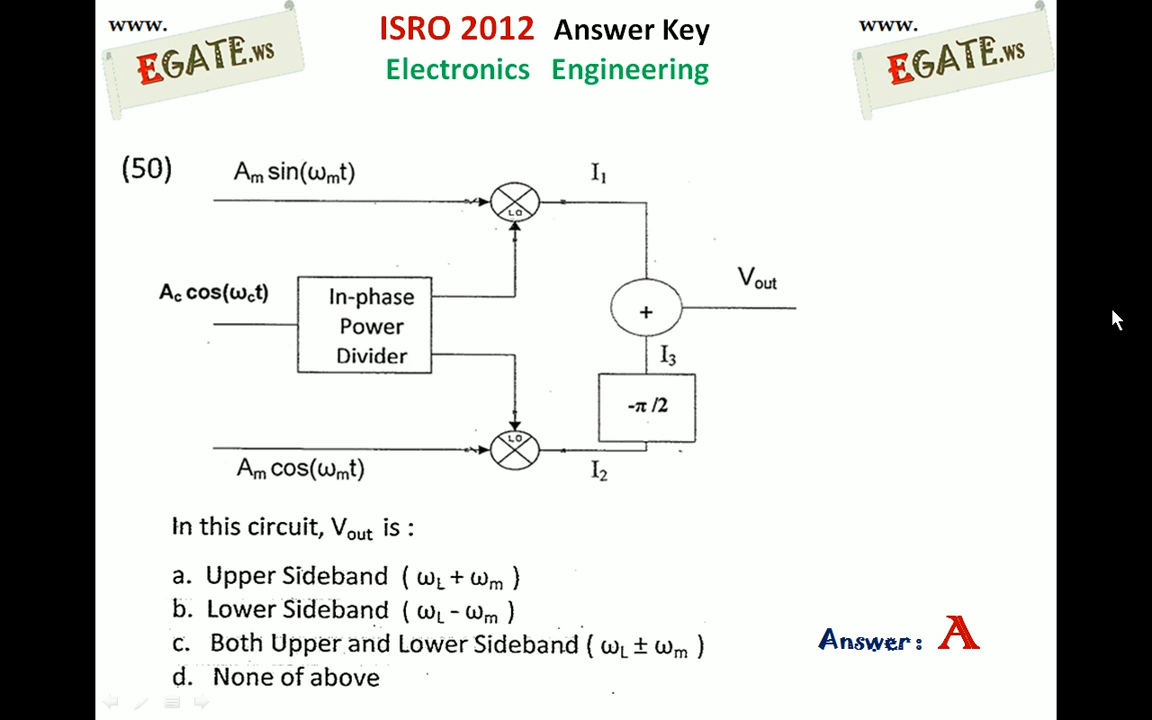 www.
EGATE.ws
ISRO 2012 Answer Key
Electronics Engineering
www.
EGATE.ws
(50)
Aₘ sin(ωₘt)
I₁
LO
A꜀ cos(ω꜀t)
In-phase
Power
Divider
Vout
+
I₃
-π /2
LO
I₂
Aₘ cos(ωₘt)
In this circuit, Vout is :
a. Upper Sideband ( ωL + ωₘ )
b. Lower Sideband ( ωL - ωₘ )
c. Both Upper and Lower Sideband ( ωL ± ωₘ )
d. None of above
Answer: A